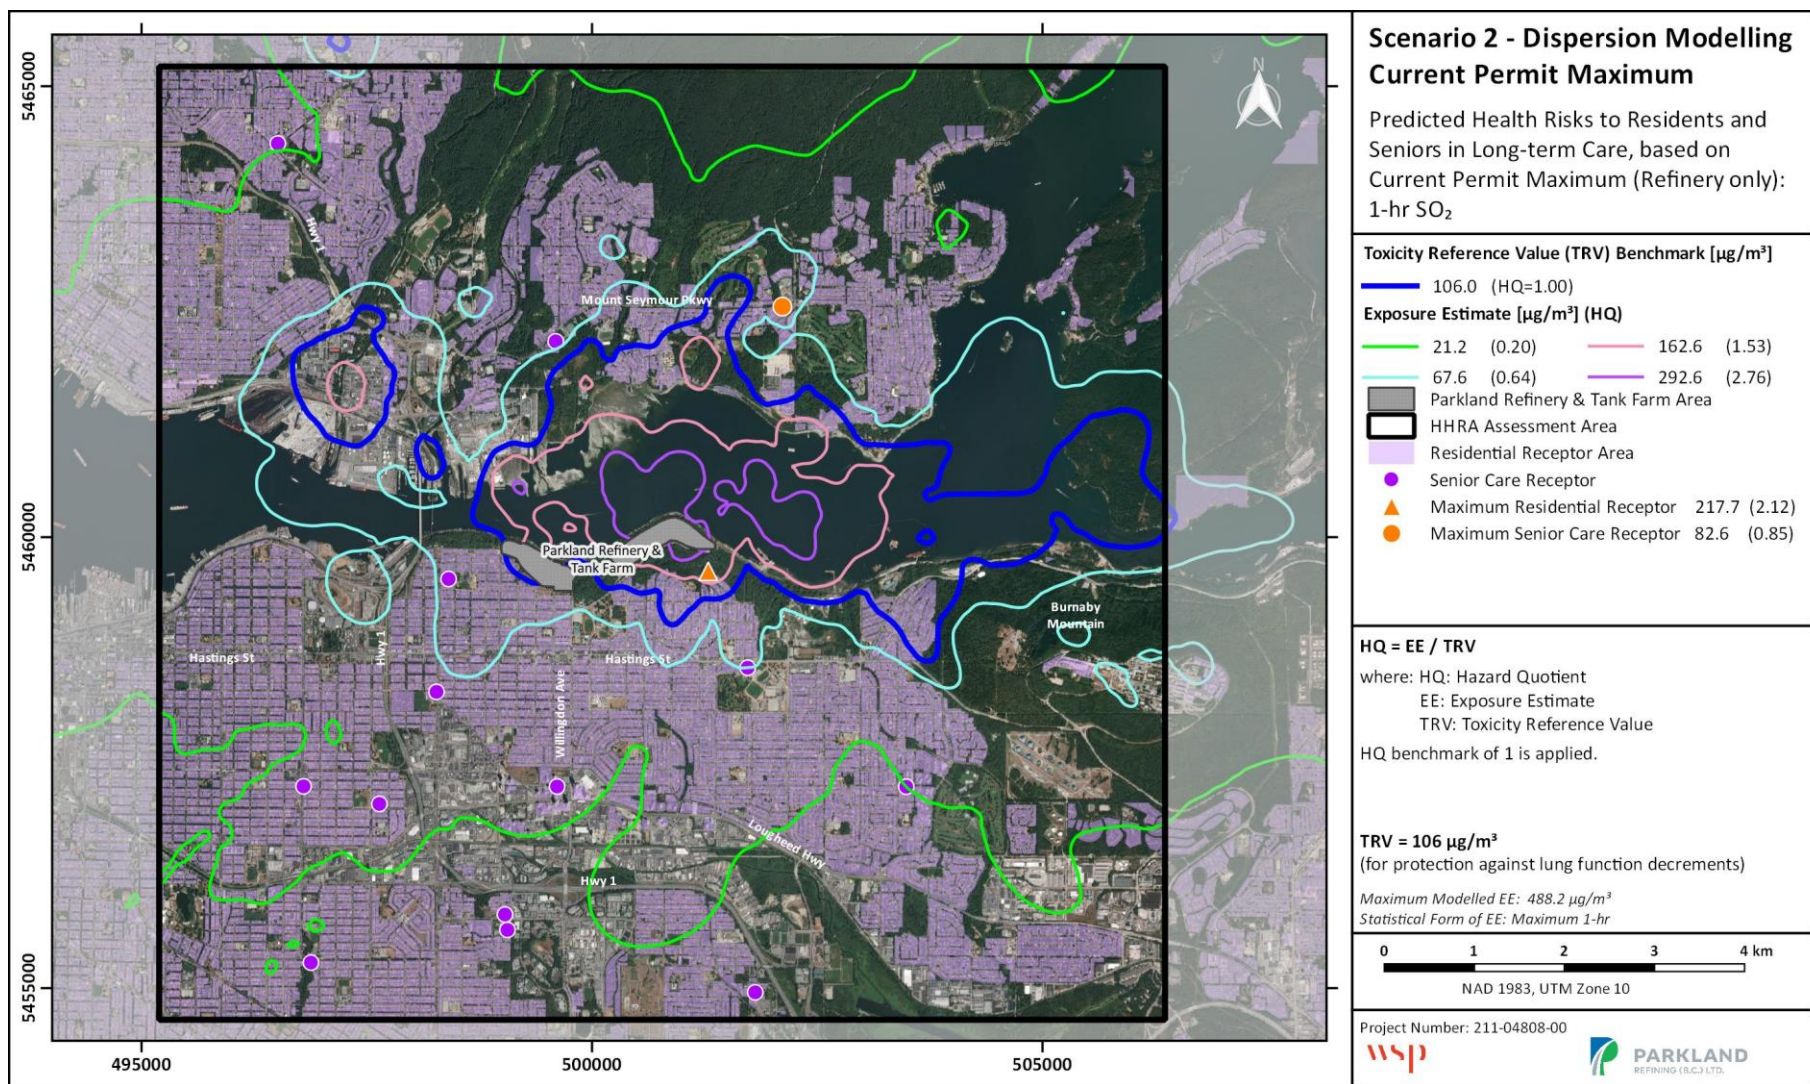 Scenario 2 - Dispersion Modelling
Current Permit Maximum
Predicted Health Risks to Residents and
Seniors in Long-term Care, based on
Current Permit Maximum (Refinery only):
1-hr SO₂
Toxicity Reference Value (TRV) Benchmark [µg/m³]
106.0 (HQ=1.00)
Exposure Estimate [µg/m³] (HQ)
21.2 (0.20) 162.6 (1.53)
67.6 (0.64) 292.6 (2.76)
Parkland Refinery & Tank Farm Area
HHRA Assessment Area
Residential Receptor Area
Senior Care Receptor
Maximum Residential Receptor 217.7 (2.12)
Maximum Senior Care Receptor 82.6 (0.85)
HQ = EE / TRV
where: HQ: Hazard Quotient
EE: Exposure Estimate
TRV: Toxicity Reference Value
HQ benchmark of 1 is applied.
TRV = 106 µg/m³
(for protection against lung function decrements)
Maximum Modelled EE: 488.2 µg/m³
Statistical Form of EE: Maximum 1-hr
0 1 2 3 4 km
NAD 1983, UTM Zone 10
Project Number: 211-04808-00
wsp
PARKLAND
REFINING (B.C.) LTD.
N
5465000
5460000
5455000
495000
500000
505000
Hwy 1
Mount Seymour Pkwy
Parkland Refinery &
Tank Farm
Burnaby
Mountain
Hastings St
Hwy 1
Hastings St
Willingdon Ave
Lougheed Hwy
Hwy 1